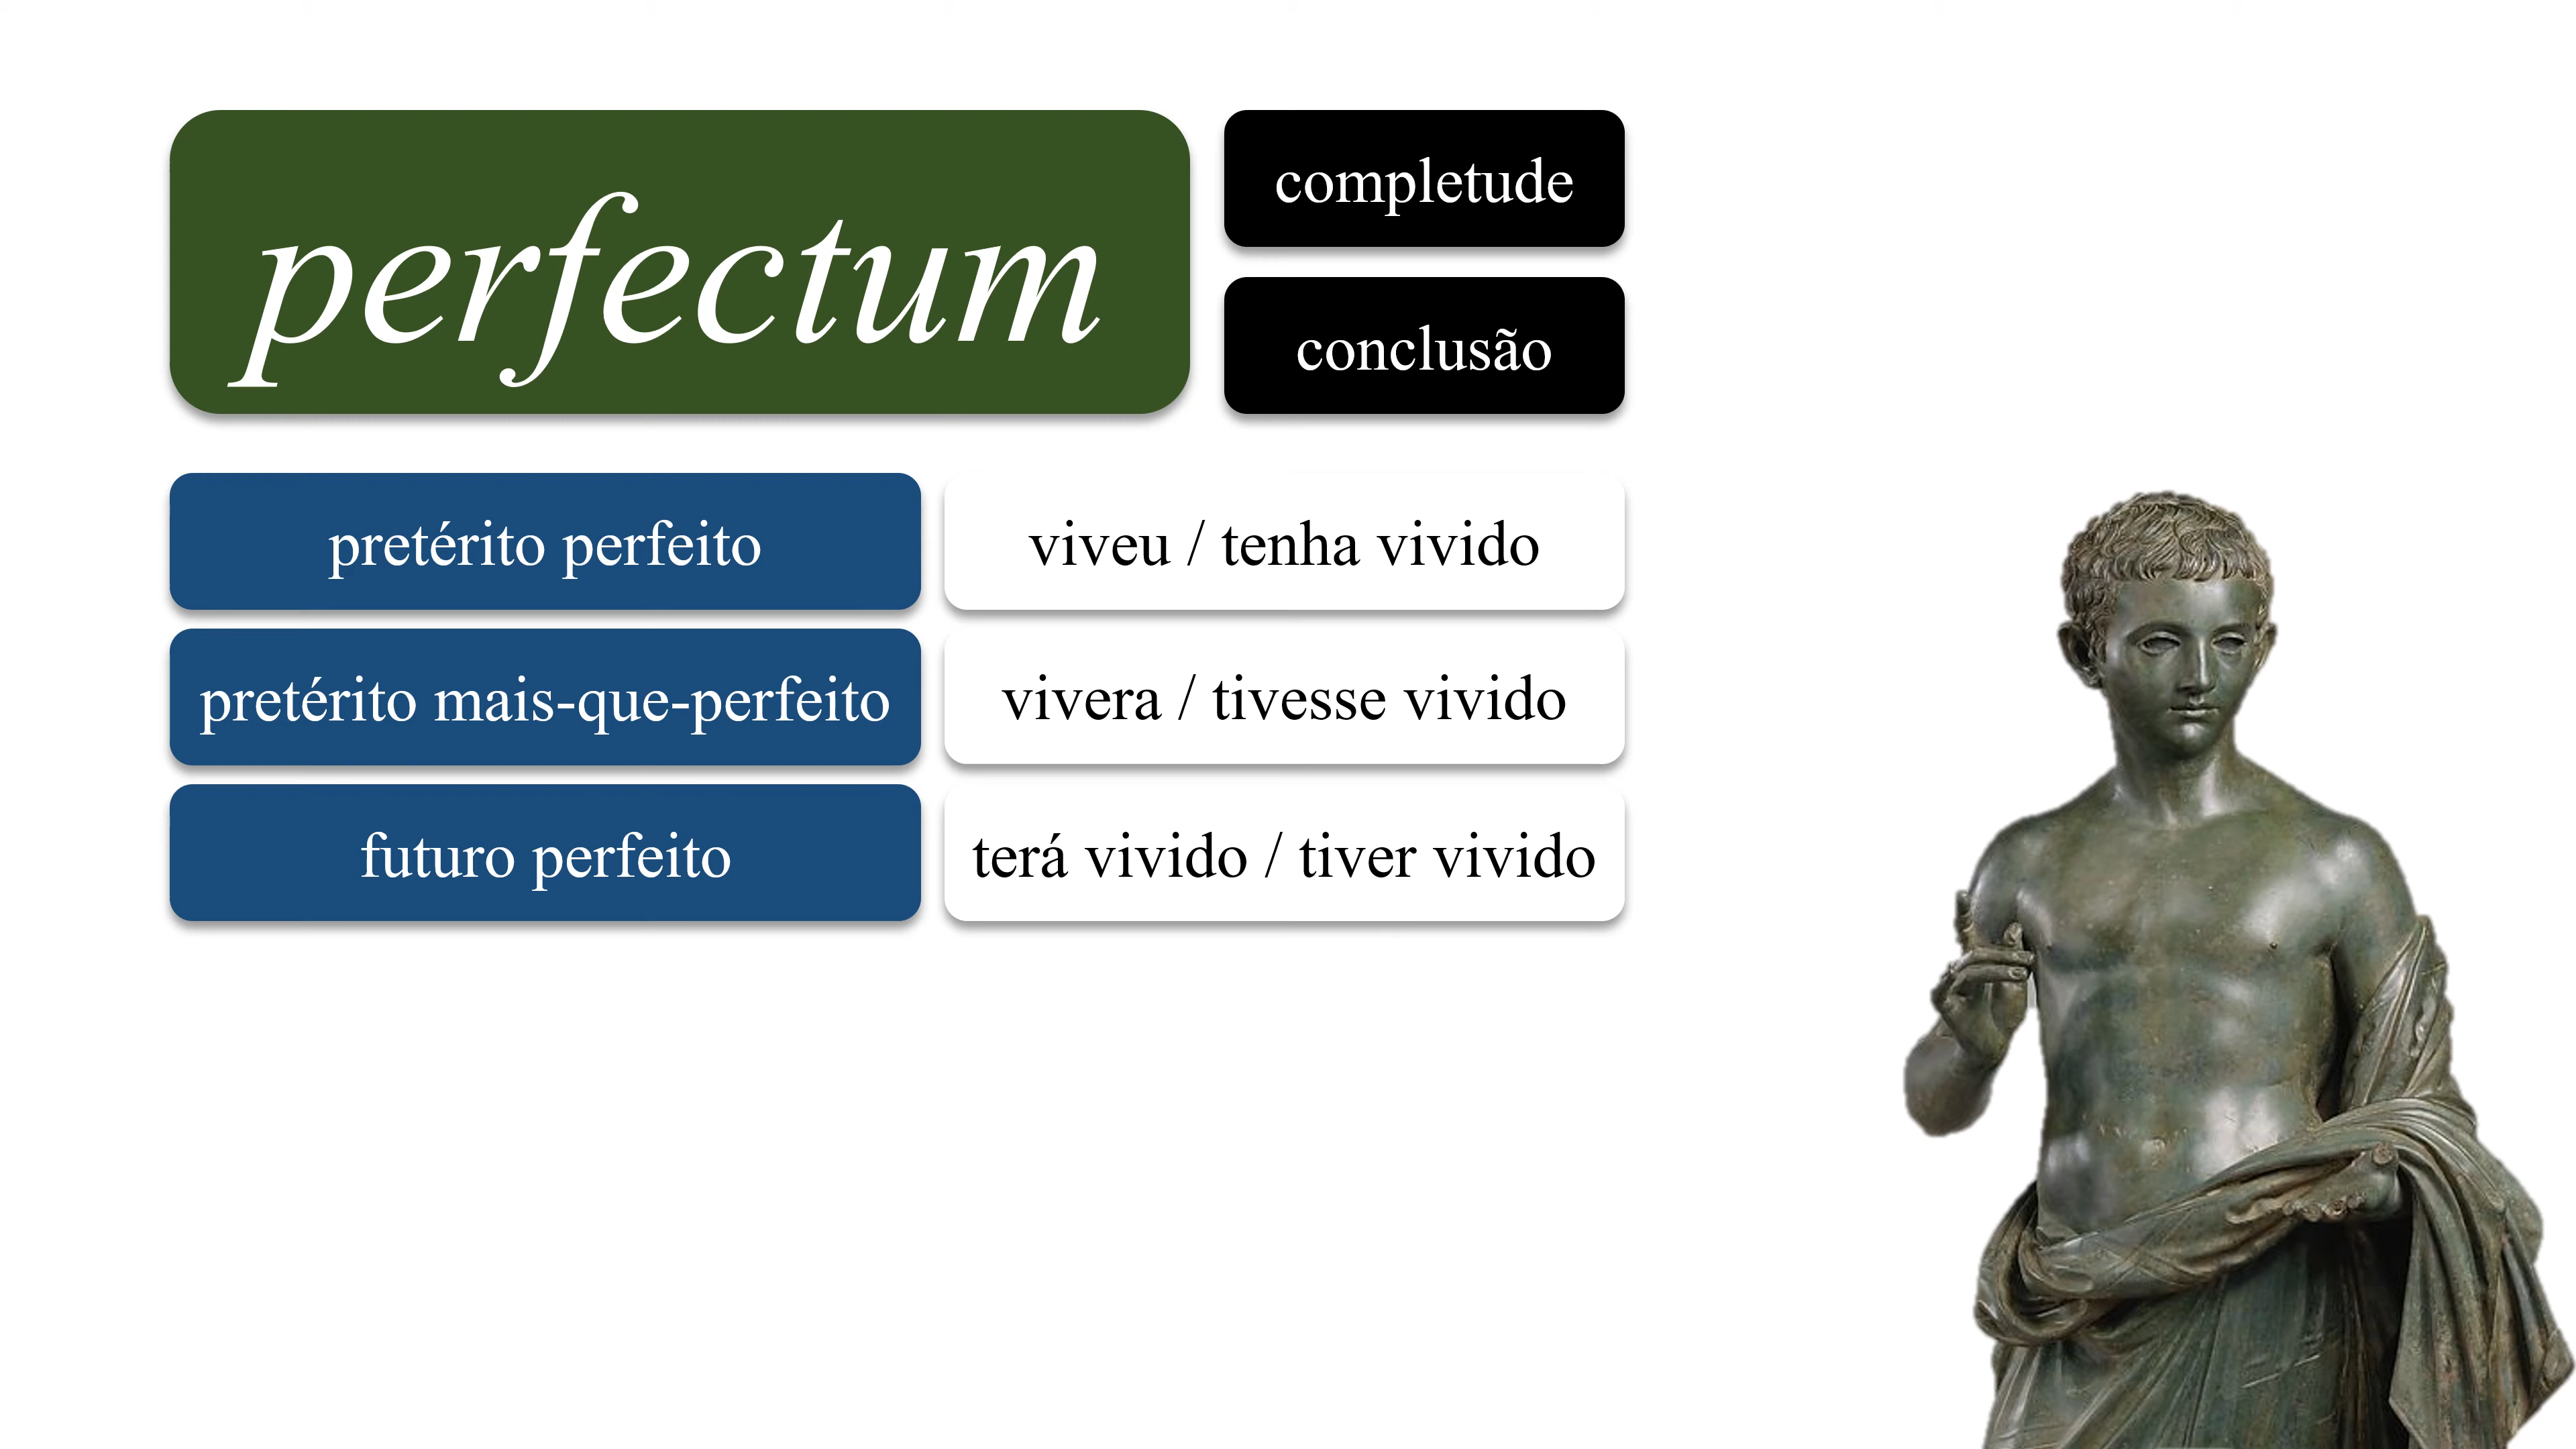 perfectum
completude
conclusão
pretérito perfeito
viveu / tenha vivido
pretérito mais-que-perfeito
vivera / tivesse vivido
futuro perfeito
terá vivido / tiver vivido